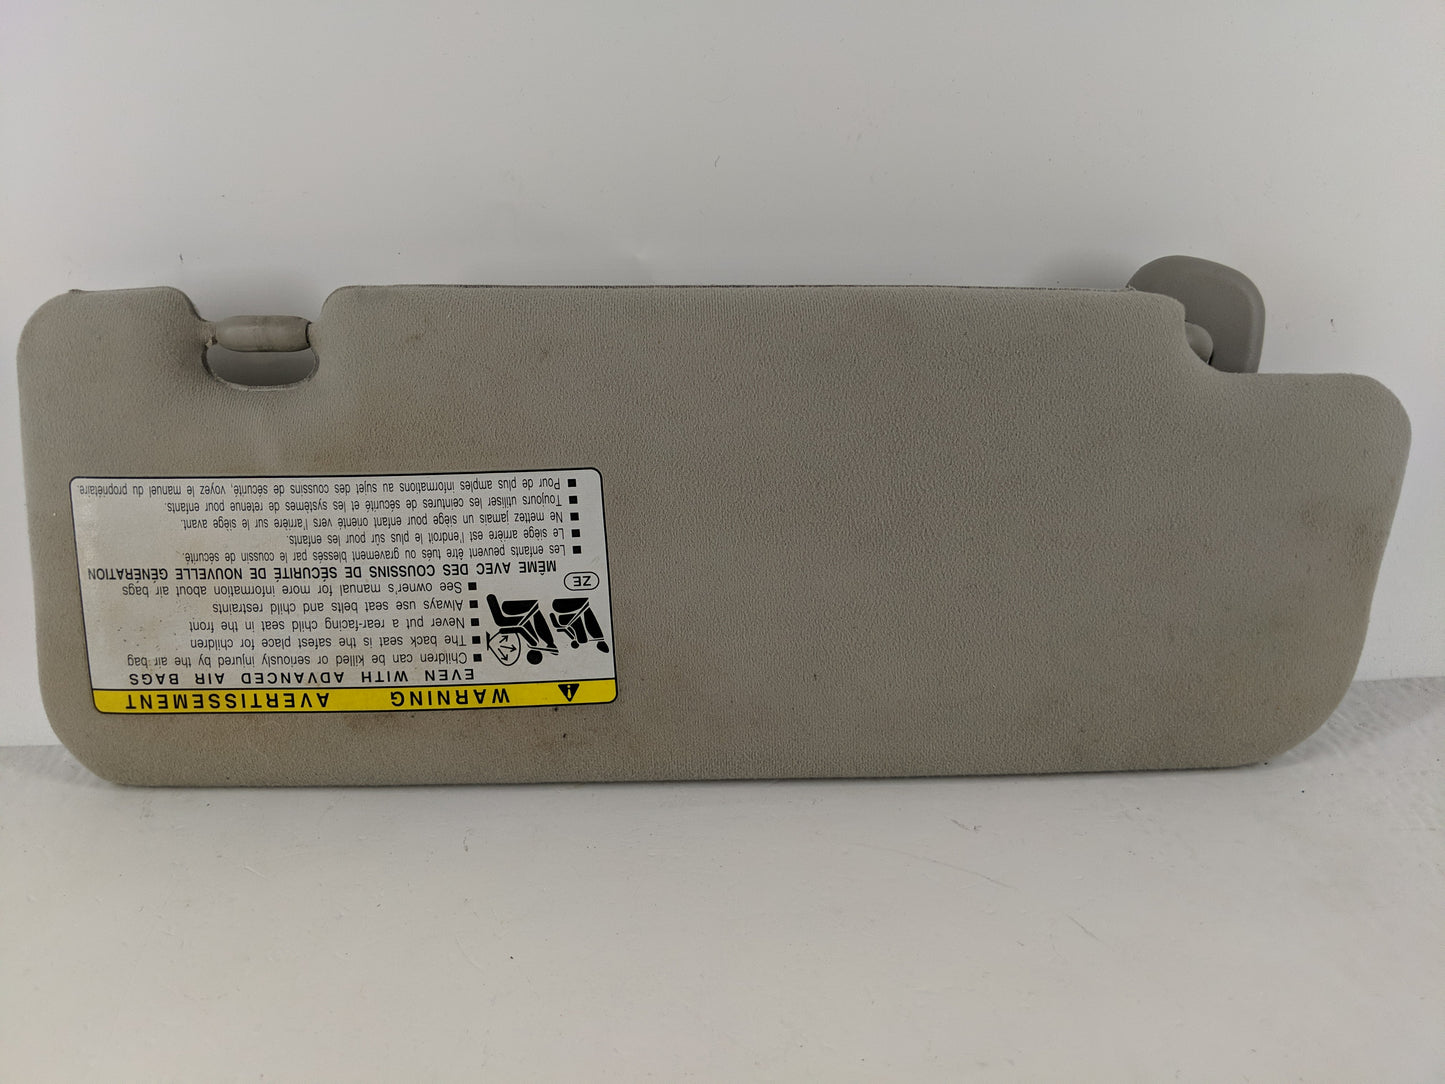 WARNING AVERTISSEMENT
EVEN WITH ADVANCED AIR BAGS
■ Children can be killed or seriously injured by the air bag
■ The back seat is the safest place for children
■ Never put a rear-facing child seat in the front
■ Always use seat belts and child restraints
■ See owner's manual for more information about air bags
ZE
MÊME AVEC DES COUSSINS DE SÉCURITÉ DE NOUVELLE GÉNÉRATION
■ Les enfants peuvent être tués ou gravement blessés par le coussin de sécurité.
■ Le siège arrière est l'endroit le plus sûr pour les enfants.
■ Ne mettez jamais un siège pour enfant orienté vers l'arrière sur le siège avant.
■ Toujours utiliser les ceintures de sécurité et les systèmes de retenue pour enfants.
■ Pour de plus amples informations au sujet des coussins de sécurité, voyez le manuel du propriétaire.